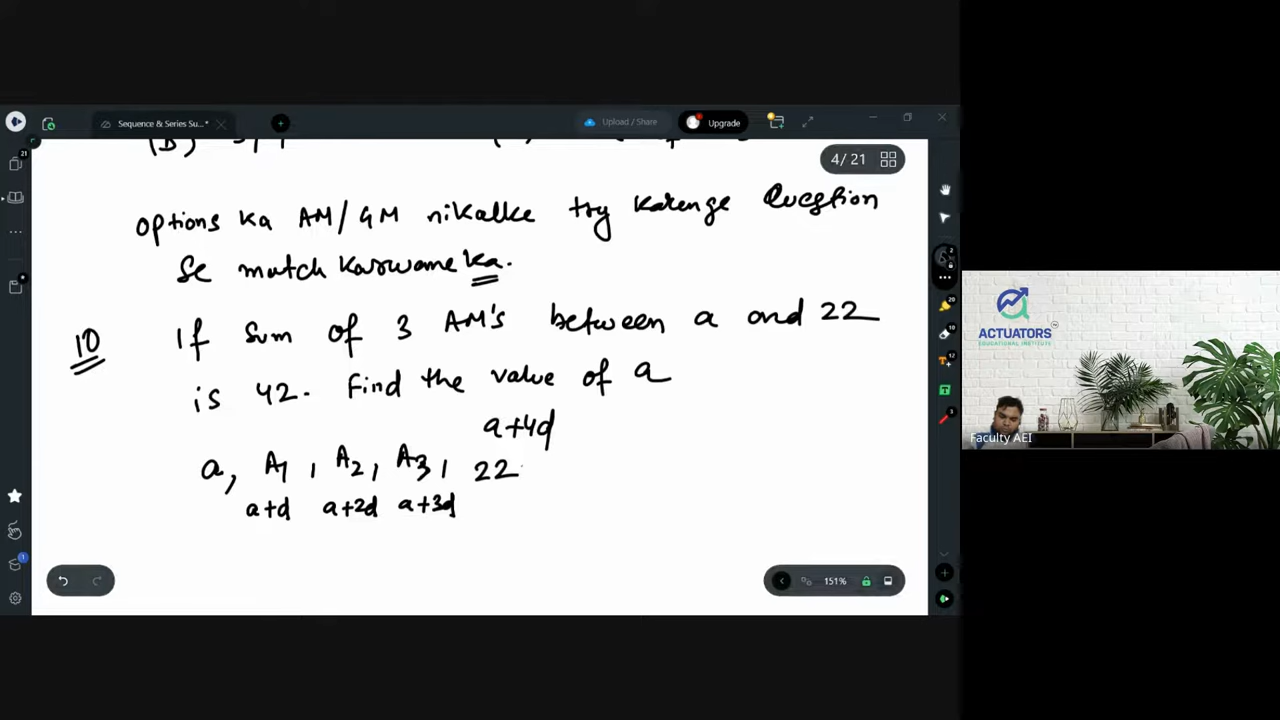 Sequence & Series Su...*
Upload / Share
Upgrade
4/21
options ka AM/GM nikalke try karenge Question
se match karwane ka.
10
If sum of 3 AM's between a and 22
is 42. Find the value of a
a+4d
a, A1, A2, A3, 22
a+d a+2d a+3d
151%
ACTUATORS
EDUCATIONAL INSTITUTE
Faculty AEI